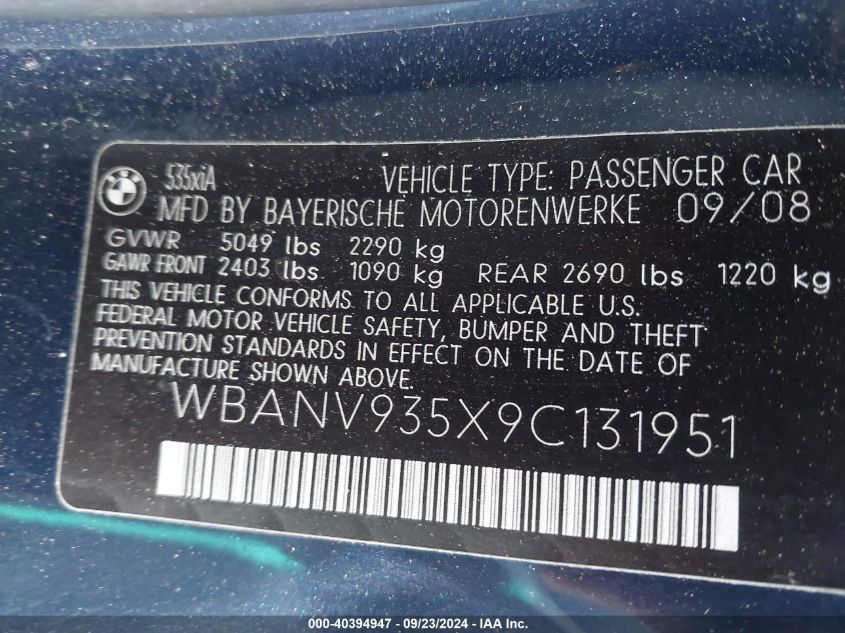 535xiA VEHICLE TYPE: PASSENGER CAR
MFD BY BAYERISCHE MOTORENWERKE 09/08
GVWR 5049 lbs 2290 kg
GAWR FRONT 2403 lbs 1090 kg REAR 2690 lbs 1220 kg
THIS VEHICLE CONFORMS TO ALL APPLICABLE U.S.
FEDERAL MOTOR VEHICLE SAFETY, BUMPER AND THEFT
PREVENTION STANDARDS IN EFFECT ON THE DATE OF
MANUFACTURE SHOWN ABOVE.
WBANV935X9C131951
000-40394947 - 09/23/2024 - IAA, Inc.